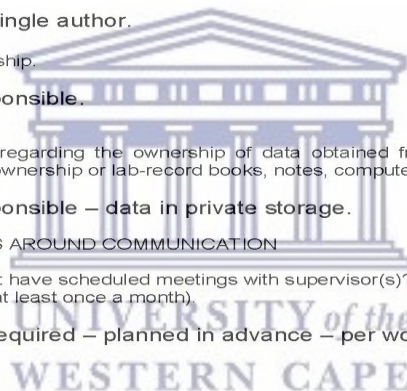 ingle author.
ship.
onsible.
regarding the ownership of data obtained fr
ownership or lab-record books, notes, compute
onsible – data in private storage.
S AROUND COMMUNICATION
t have scheduled meetings with supervisor(s)?
at least once a month).
equired – planned in advance – per wo
UNIVERSITY of the
WESTERN CAPE